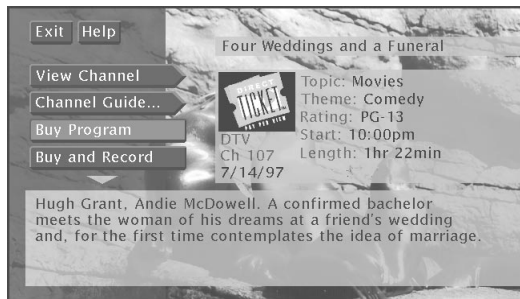 Exit Help
Four Weddings and a Funeral
View Channel
Channel Guide...
Buy Program
Buy and Record
DIRECT
TICKET
PAY PER VIEW
DTV
Ch 107
7/14/97
Topic: Movies
Theme: Comedy
Rating: PG-13
Start: 10:00pm
Length: 1hr 22min
Hugh Grant, Andie McDowell. A confirmed bachelor
meets the woman of his dreams at a friend's wedding
and, for the first time contemplates the idea of marriage.